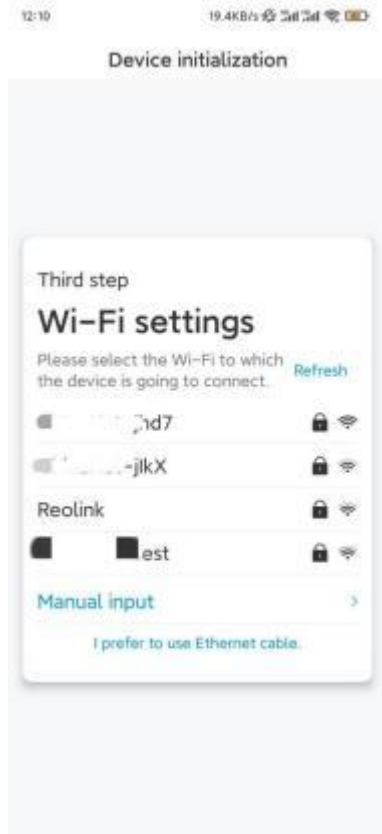 12:10 19.4KB/s
Device initialization
Third step
Wi-Fi settings
Please select the Wi-Fi to which
the device is going to connect.
Refresh
hd7
-jlkX
Reolink
est
Manual input
I prefer to use Ethernet cable.